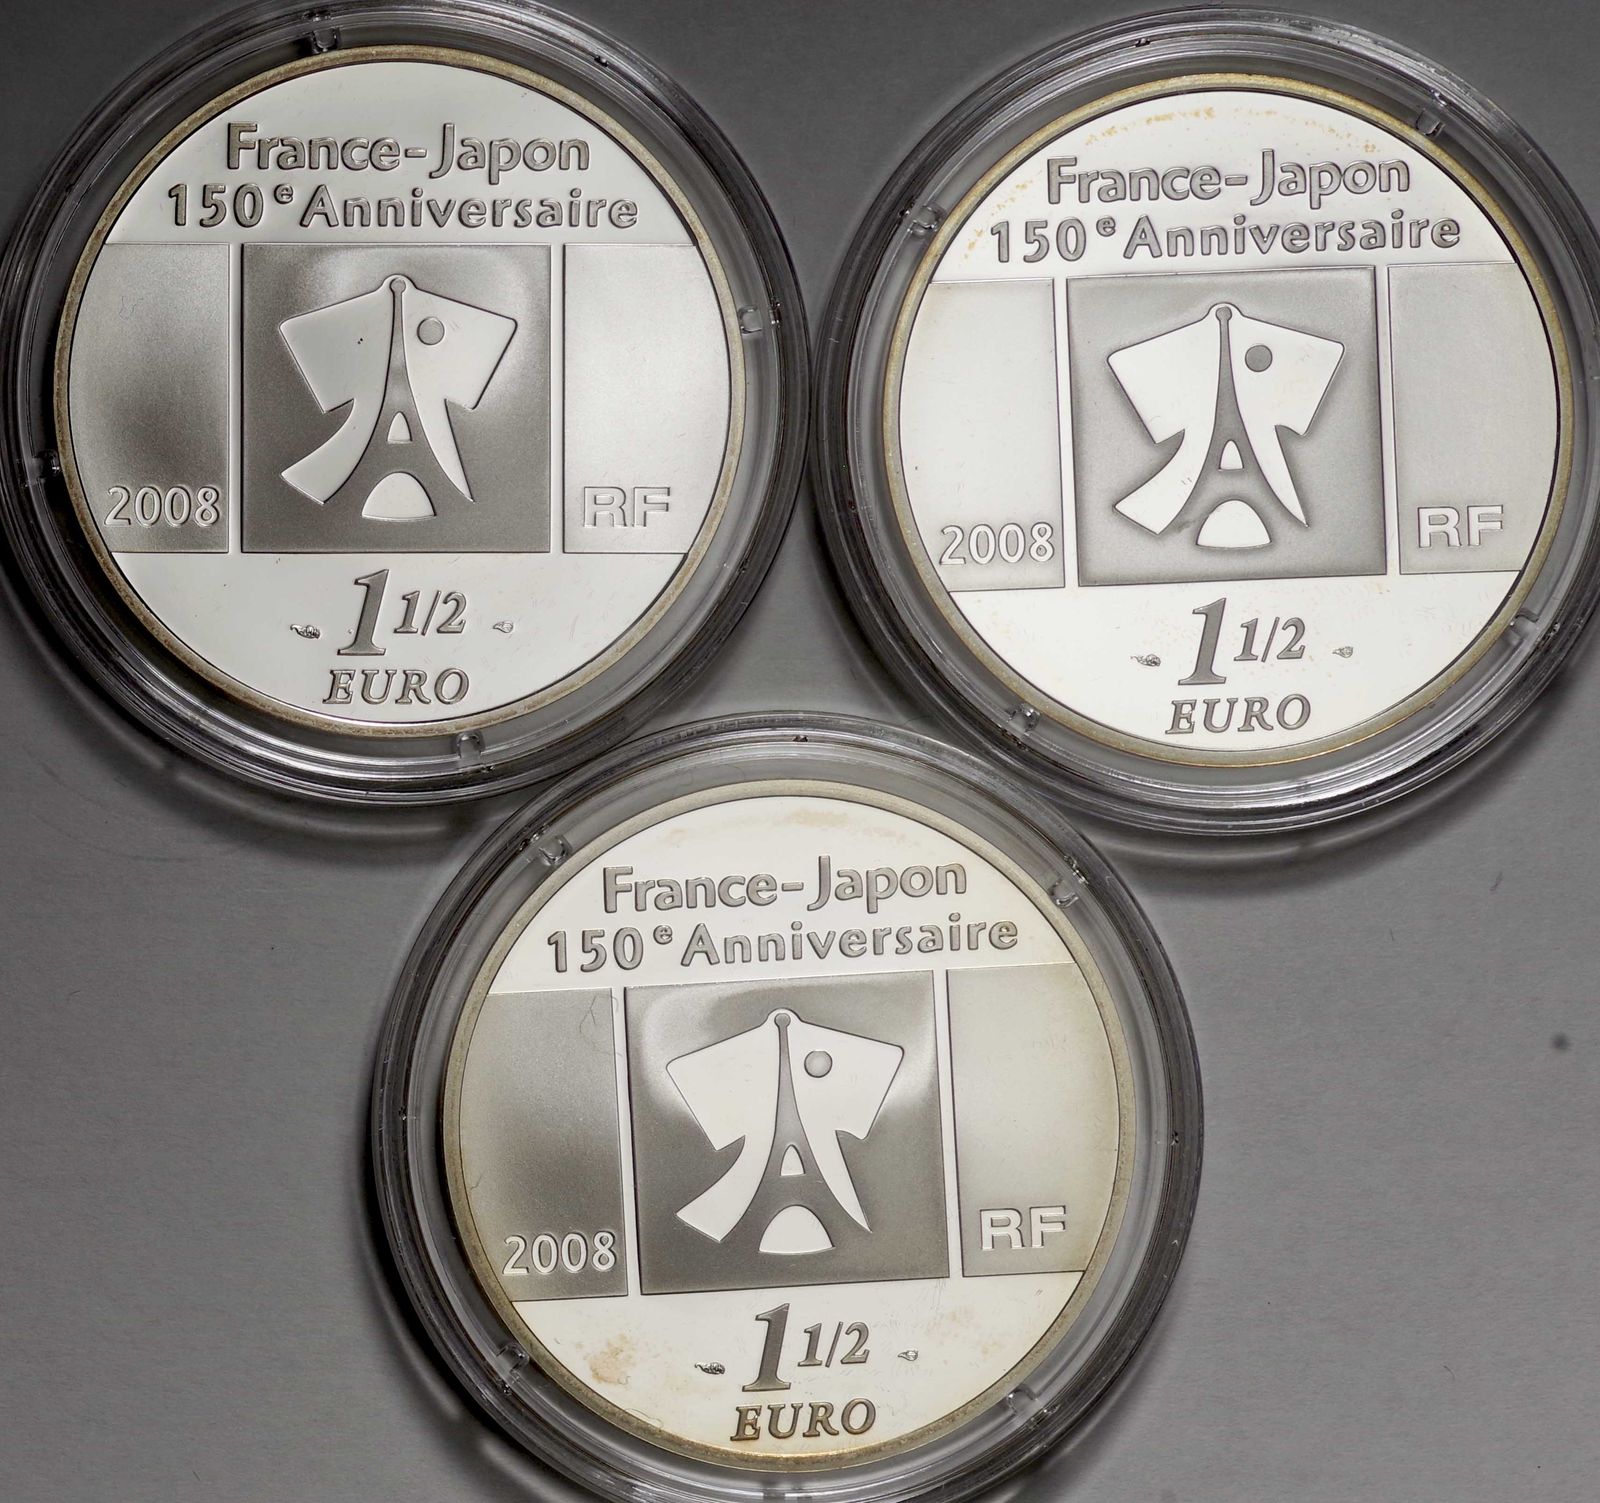 France-Japon
150e Anniversaire
2008
RF
1 1/2
EURO
France-Japon
150e Anniversaire
2008
RF
1 1/2
EURO
France-Japon
150e Anniversaire
2008
RF
1 1/2
EURO